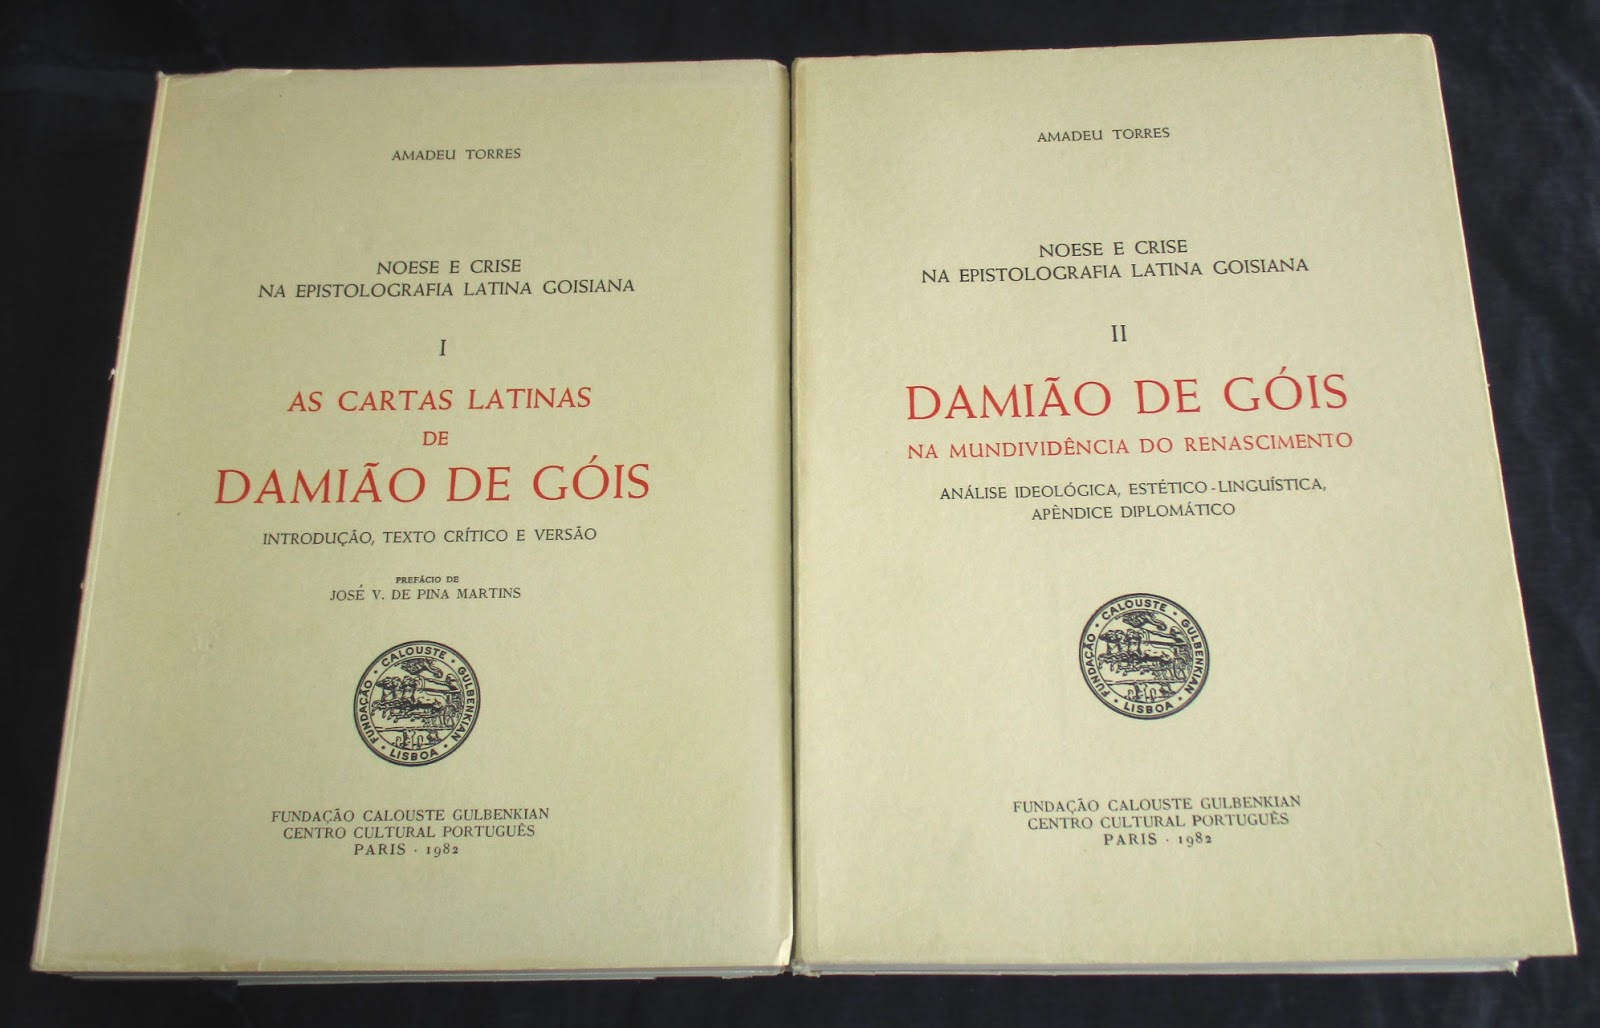 AMADEU TORRES
NOESE E CRISE
NA EPISTOLOGRAFIA LATINA GOISIANA
I
AS CARTAS LATINAS
DE
DAMIÃO DE GÓIS
INTRODUÇÃO, TEXTO CRÍTICO E VERSÃO
PREFÁCIO DE
JOSÉ V. DE PINA MARTINS
FUNDAÇÃO · CALOUSTE · GULBENKIAN · LISBOA ·
FUNDAÇÃO CALOUSTE GULBENKIAN
CENTRO CULTURAL PORTUGUÊS
PARIS · 1982
AMADEU TORRES
NOESE E CRISE
NA EPISTOLOGRAFIA LATINA GOISIANA
II
DAMIÃO DE GÓIS
NA MUNDIVIDÊNCIA DO RENASCIMENTO
ANÁLISE IDEOLÓGICA, ESTÉTICO-LINGUÍSTICA,
APÊNDICE DIPLOMÁTICO
FUNDAÇÃO · CALOUSTE · GULBENKIAN · LISBOA ·
FUNDAÇÃO CALOUSTE GULBENKIAN
CENTRO CULTURAL PORTUGUÊS
PARIS · 1982